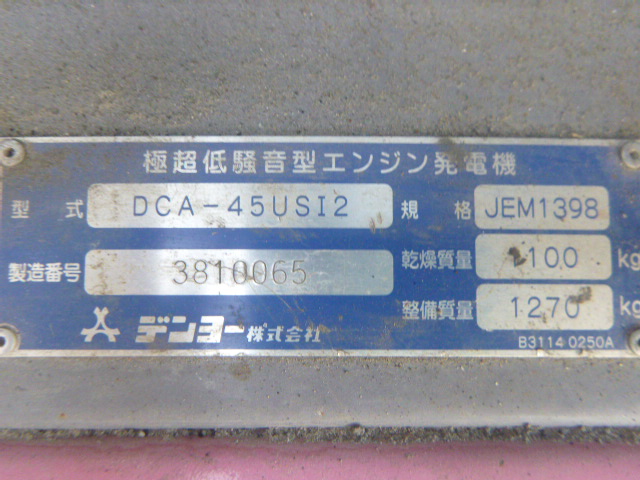 極超低騒音型エンジン発電機
型式 DCA-45USI2 規格 JEM1398
製造番号 3810065 乾燥質量 1100 kg
整備質量 1270 kg
デンヨー株式会社
B3114 0250A